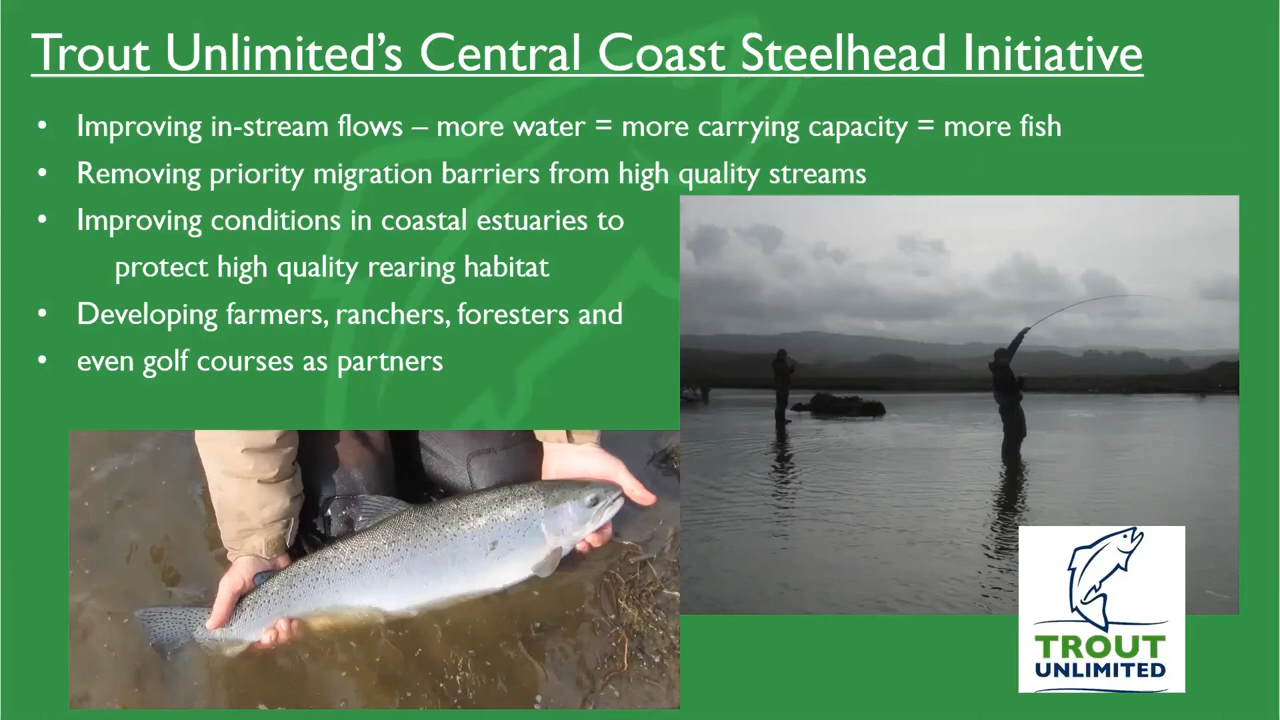 Trout Unlimited’s Central Coast Steelhead Initiative
• Improving in-stream flows – more water = more carrying capacity = more fish
• Removing priority migration barriers from high quality streams
• Improving conditions in coastal estuaries to
protect high quality rearing habitat
• Developing farmers, ranchers, foresters and
• even golf courses as partners
TROUT
UNLIMITED